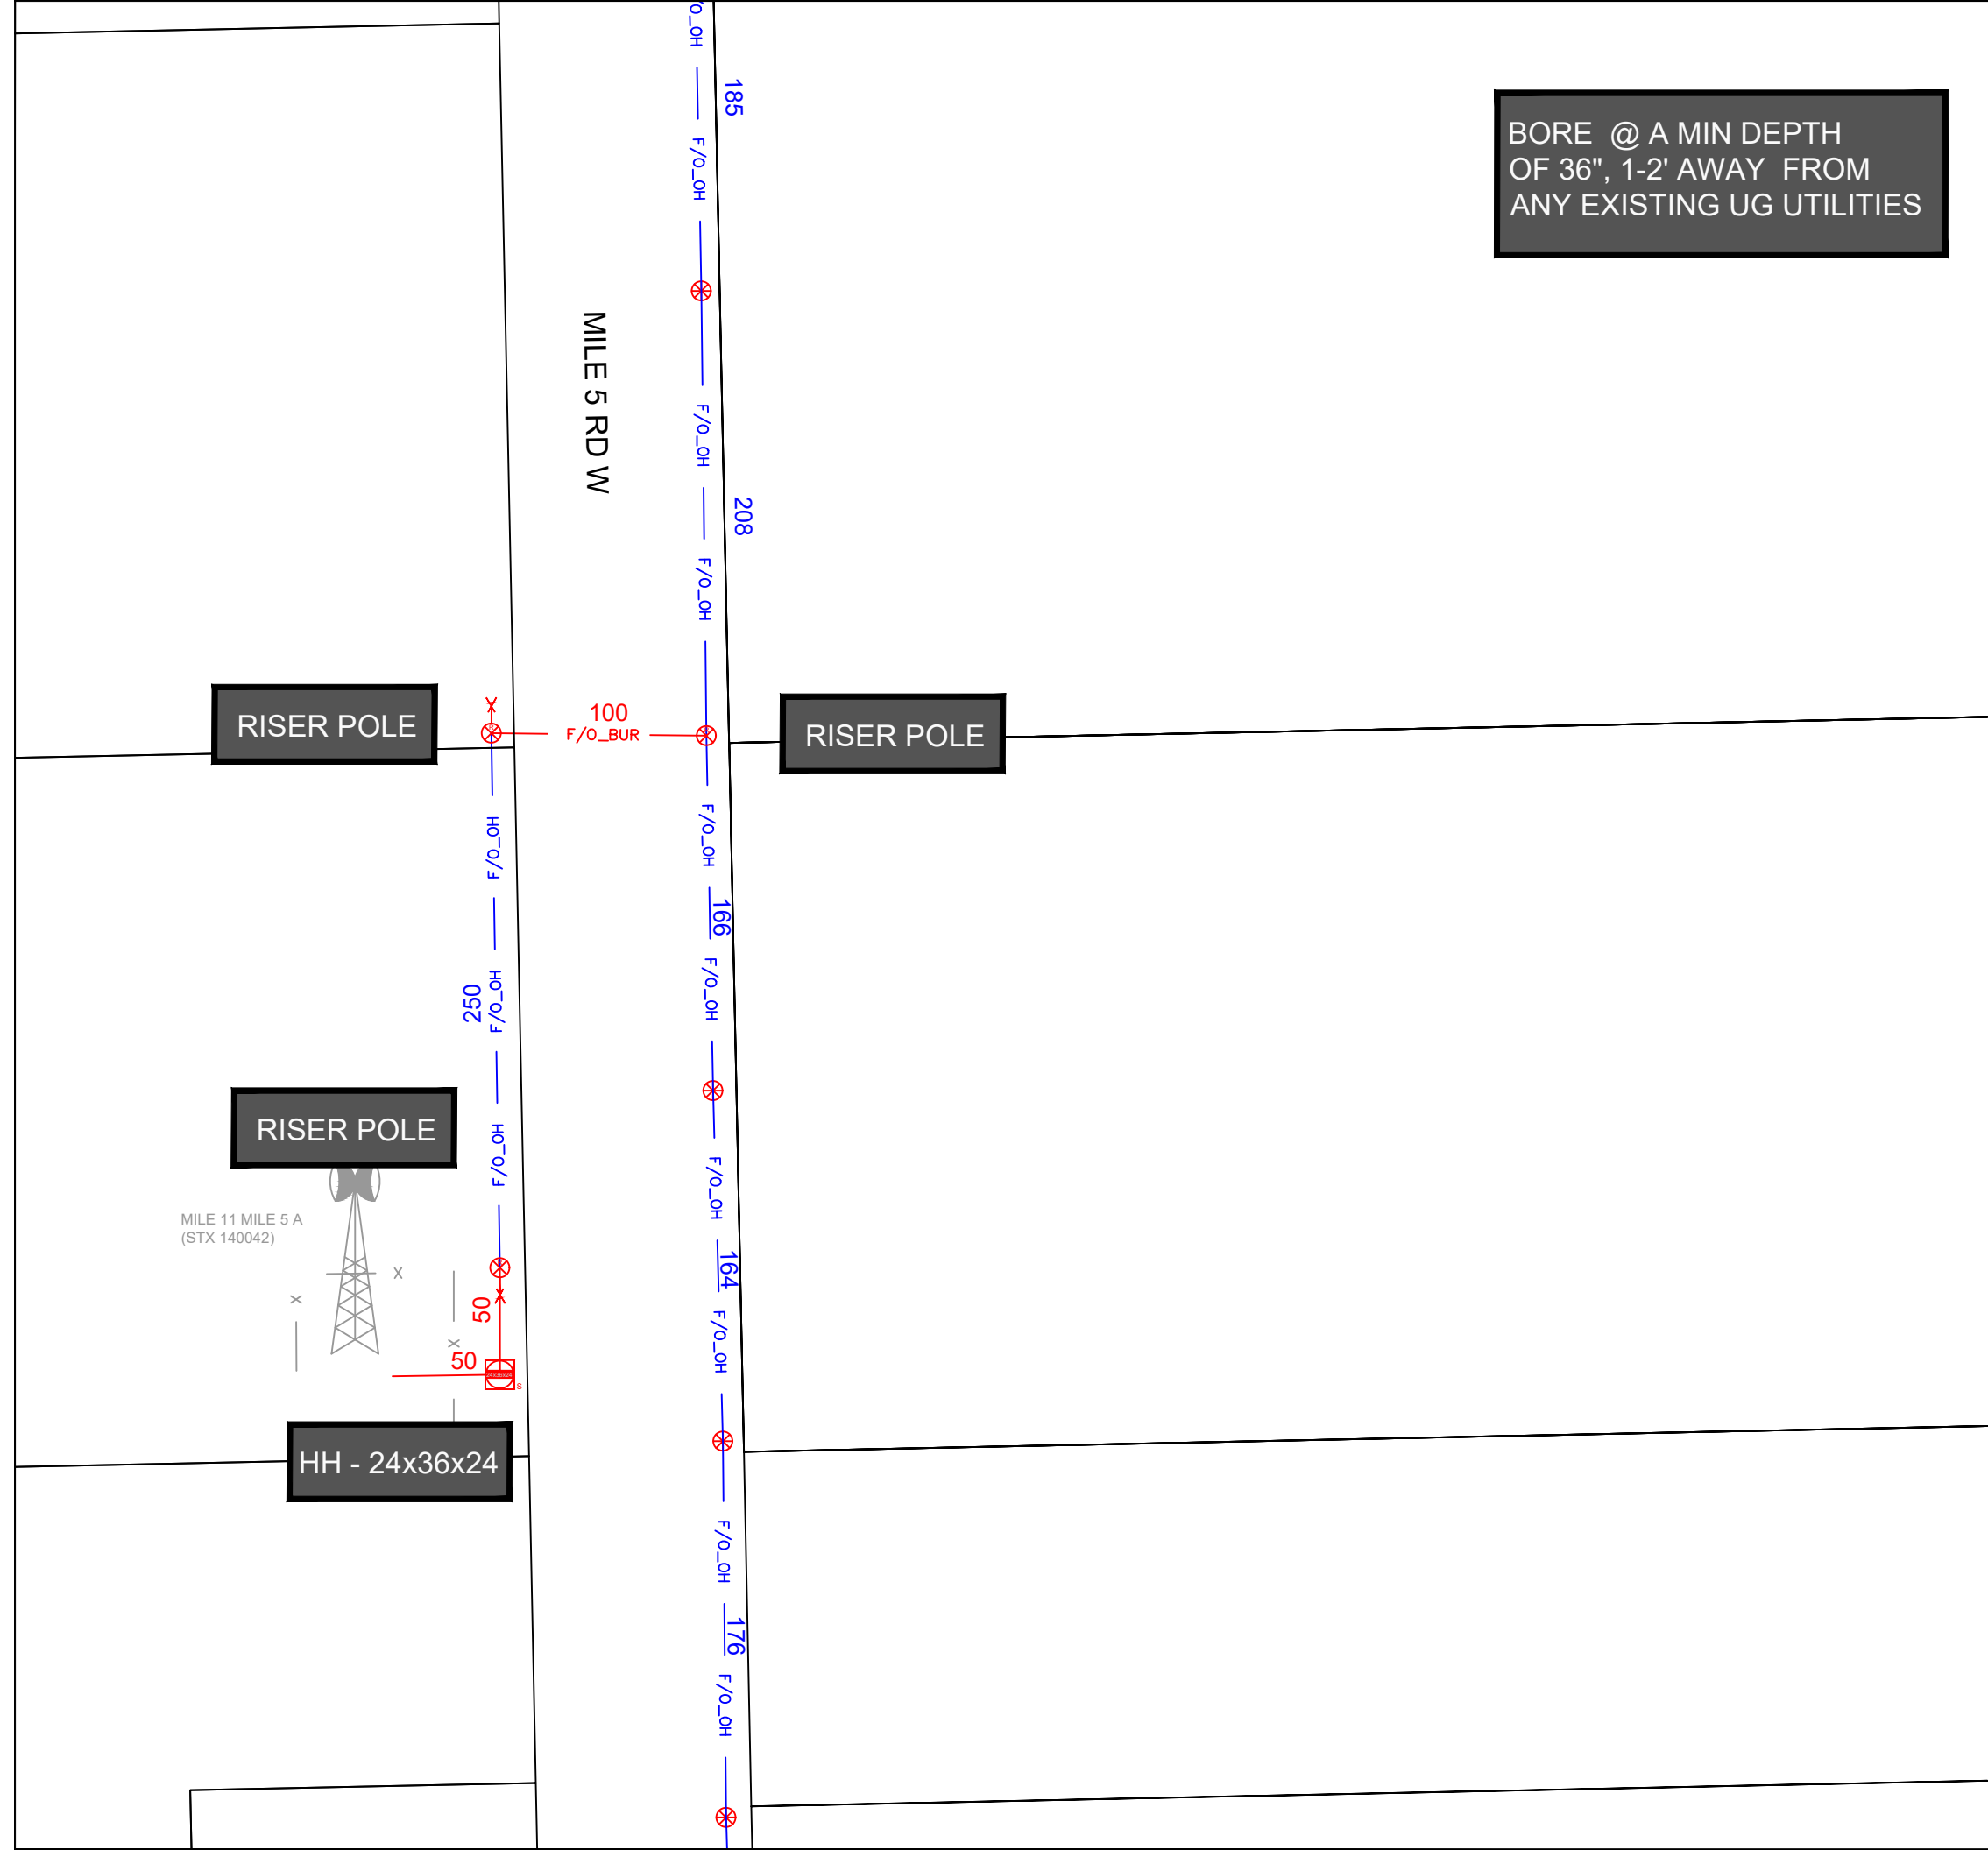 F/O_OH
185
BORE @ A MIN DEPTH
OF 36", 1-2' AWAY FROM
ANY EXISTING UG UTILITIES
F/O_OH
MILE 5 RD W
F/O_OH
208
F/O_OH
RISER POLE
100
F/O_BUR
RISER POLE
F/O_OH
F/O_OH
166
F/O_OH
250
F/O_OH
RISER POLE
F/O_OH
F/O_OH
MILE 11 MILE 5 A
(STX 140042)
X
X
164
50
F/O_OH
X
50
24x36x24
S
HH - 24x36x24
F/O_OH
176
F/O_OH